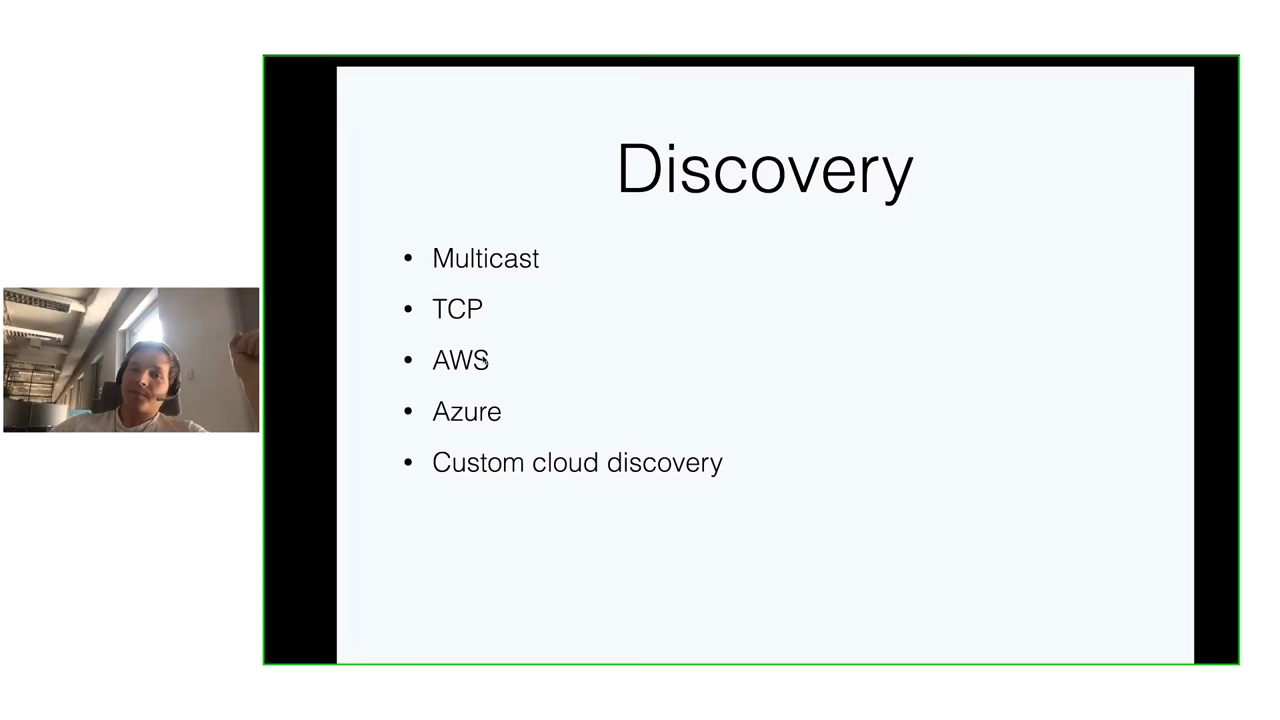 Discovery
• Multicast
• TCP
• AWS
• Azure
• Custom cloud discovery